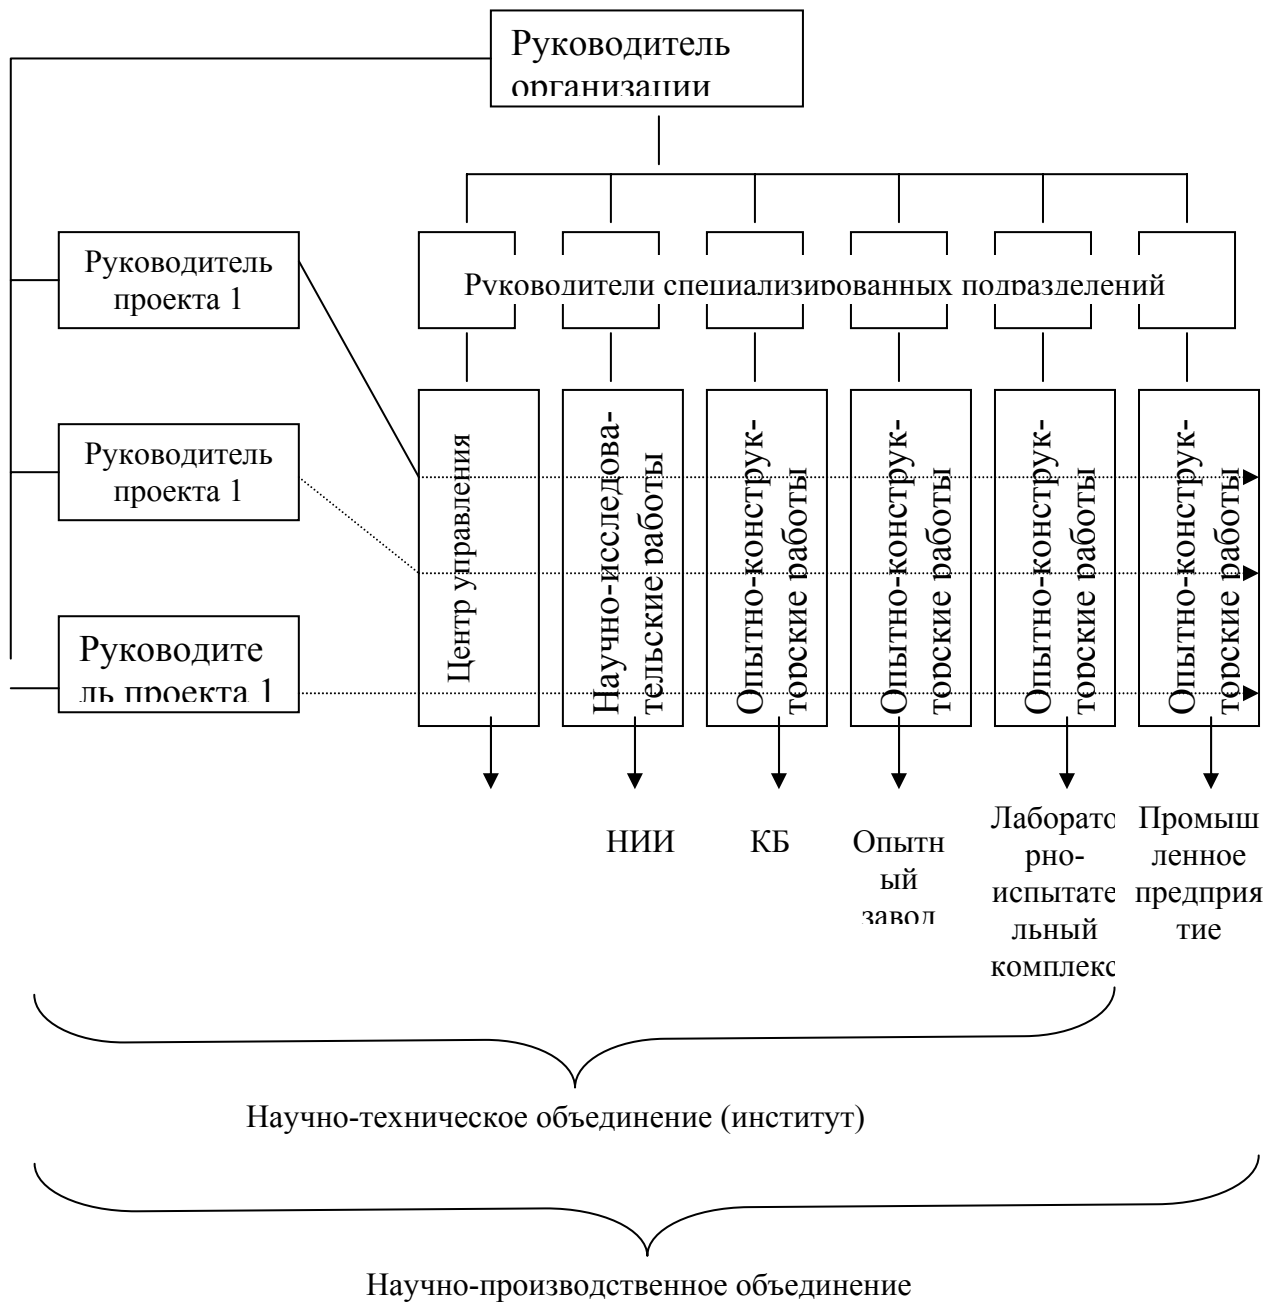 Руководитель
организации
Руководитель
проекта 1
Руководители специализированных подразделений
Руководитель
проекта 1
Руководите
ль проекта 1
Центр управления
Научно-исследова-
тельские работы
Опытно-конструк-
торские работы
Опытно-конструк-
торские работы
Опытно-конструк-
торские работы
Опытно-конструк-
торские работы
НИИ
КБ
Опытн
ый
завод
Лаборато
рно-
испытате
льный
комплекс
Промыш
ленное
предприя
тие
Научно-техническое объединение (институт)
Научно-производственное объединение